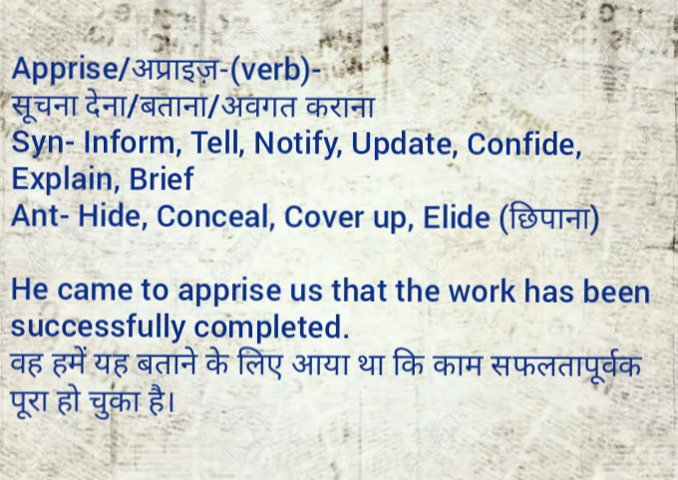 Apprise/अप्राइज़-(verb)-
सूचना देना/बताना/अवगत कराना
Syn- Inform, Tell, Notify, Update, Confide,
Explain, Brief
Ant- Hide, Conceal, Cover up, Elide (छिपाना)
He came to apprise us that the work has been
successfully completed.
वह हमें यह बताने के लिए आया था कि काम सफलतापूर्वक
पूरा हो चुका है।